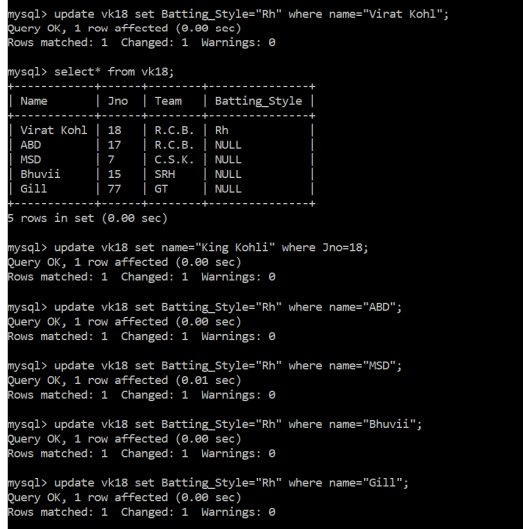 mysql> update vk18 set Batting_Style="Rh" where name="Virat Kohl";
Query OK, 1 row affected (0.00 sec)
Rows matched: 1  Changed: 1  Warnings: 0

mysql> select* from vk18;
+------------+------+--------+---------------+
| Name       | Jno  | Team   | Batting_Style |
+------------+------+--------+---------------+
| Virat Kohl | 18   | R.C.B. | Rh            |
| ABD        | 17   | R.C.B. | NULL          |
| MSD        | 7    | C.S.K. | NULL          |
| Bhuvii     | 15   | SRH    | NULL          |
| Gill       | 77   | GT     | NULL          |
+------------+------+--------+---------------+
5 rows in set (0.00 sec)

mysql> update vk18 set name="King Kohli" where Jno=18;
Query OK, 1 row affected (0.00 sec)
Rows matched: 1  Changed: 1  Warnings: 0

mysql> update vk18 set Batting_Style="Rh" where name="ABD";
Query OK, 1 row affected (0.00 sec)
Rows matched: 1  Changed: 1  Warnings: 0

mysql> update vk18 set Batting_Style="Rh" where name="MSD";
Query OK, 1 row affected (0.01 sec)
Rows matched: 1  Changed: 1  Warnings: 0

mysql> update vk18 set Batting_Style="Rh" where name="Bhuvii";
Query OK, 1 row affected (0.00 sec)
Rows matched: 1  Changed: 1  Warnings: 0

mysql> update vk18 set Batting_Style="Rh" where name="Gill";
Query OK, 1 row affected (0.00 sec)
Rows matched: 1  Changed: 1  Warnings: 0